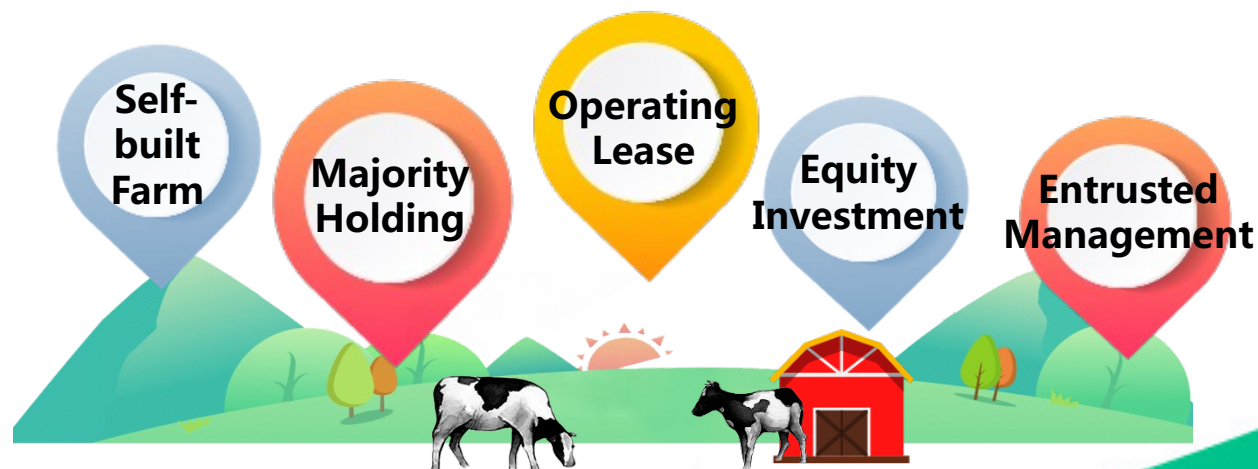 Self-
built
Farm
Majority
Holding
Operating
Lease
Equity
Investment
Entrusted
Management